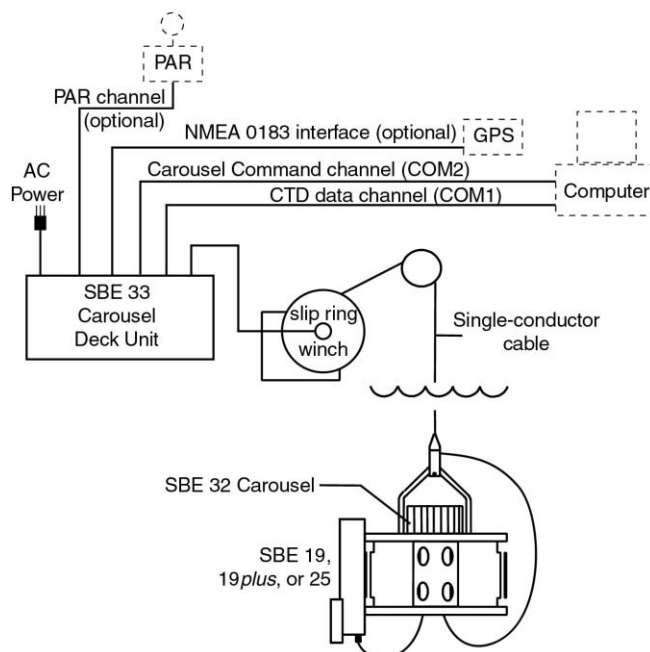 PAR
PAR channel
(optional)
NMEA 0183 interface (optional)
GPS
AC
Power
Carousel Command channel (COM2)
CTD data channel (COM1)
Computer
SBE 33
Carousel
Deck Unit
slip ring
winch
Single-conductor
cable
SBE 32 Carousel
SBE 19,
19plus, or 25